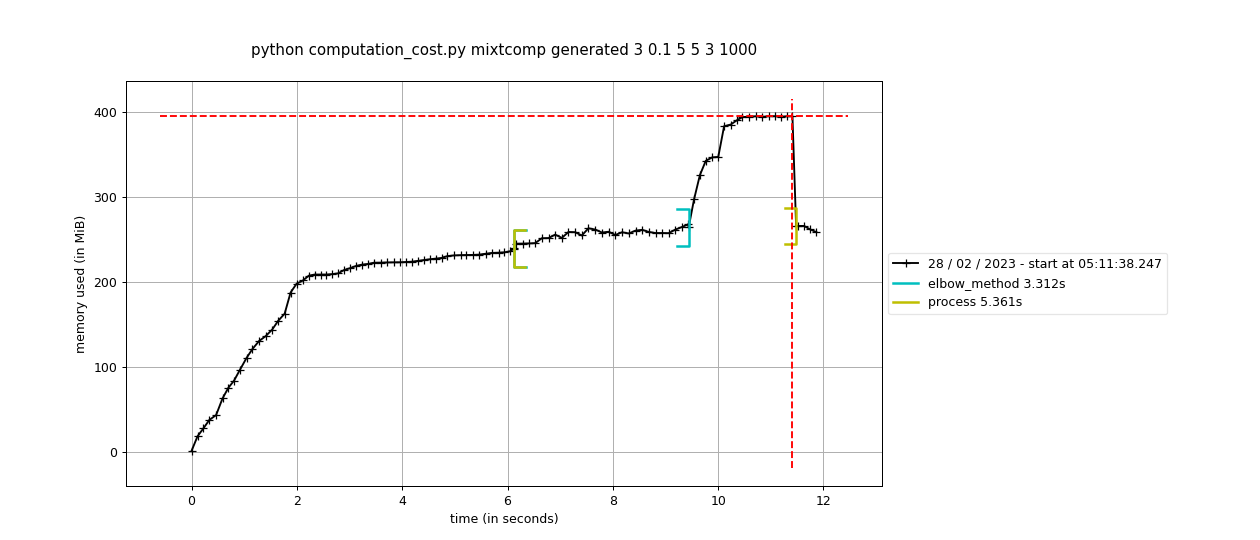 python computation_cost.py mixtcomp generated 3 0.1 5 5 3 1000
memory used (in MiB)
400
300
200
100
0
0 2 4 6 8 10 12
time (in seconds)
28 / 02 / 2023 - start at 05:11:38.247
elbow_method 3.312s
process 5.361s